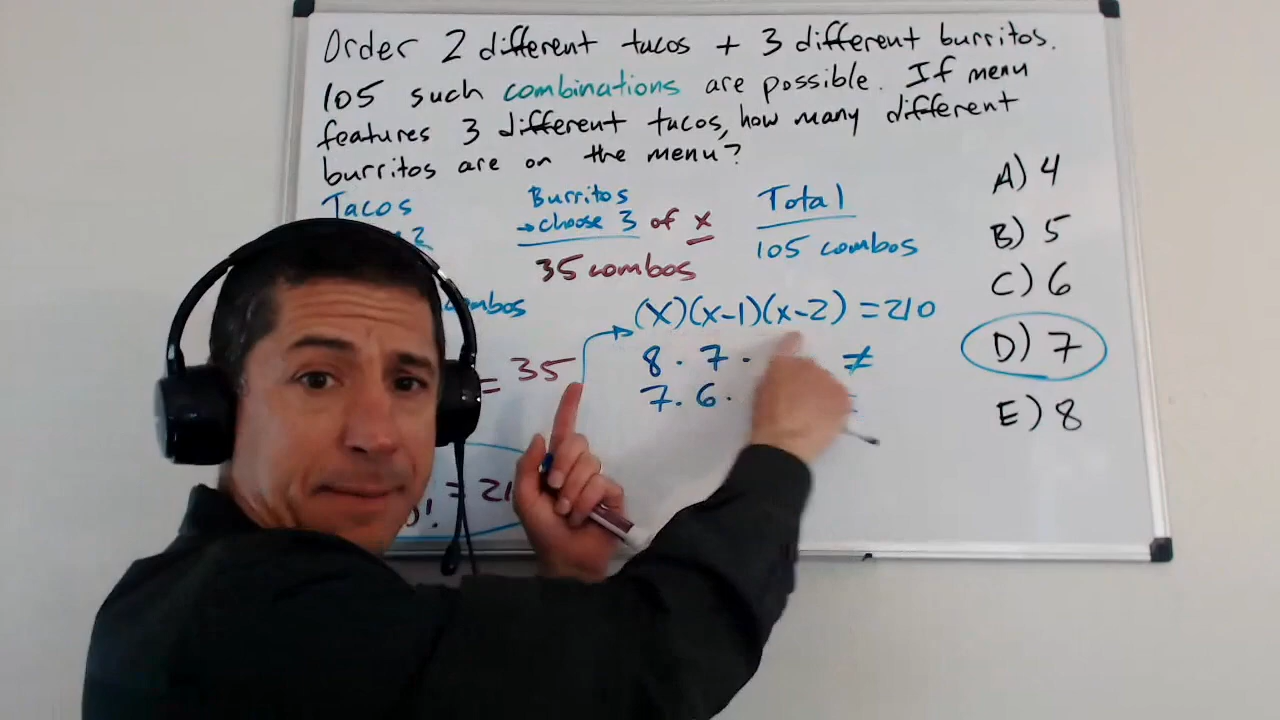 Order 2 different tacos + 3 different burritos.
105 such combinations are possible. If menu
features 3 different tacos, how many different
burritos are on the menu?
Tacos
2
Burritos
→choose 3 of x
35 combos
Total
105 combos
(x)(x-1)(x-2) = 210
8 · 7 · ≠
7 · 6 ·
= 35
! = 21
A) 4
B) 5
C) 6
D) 7
E) 8